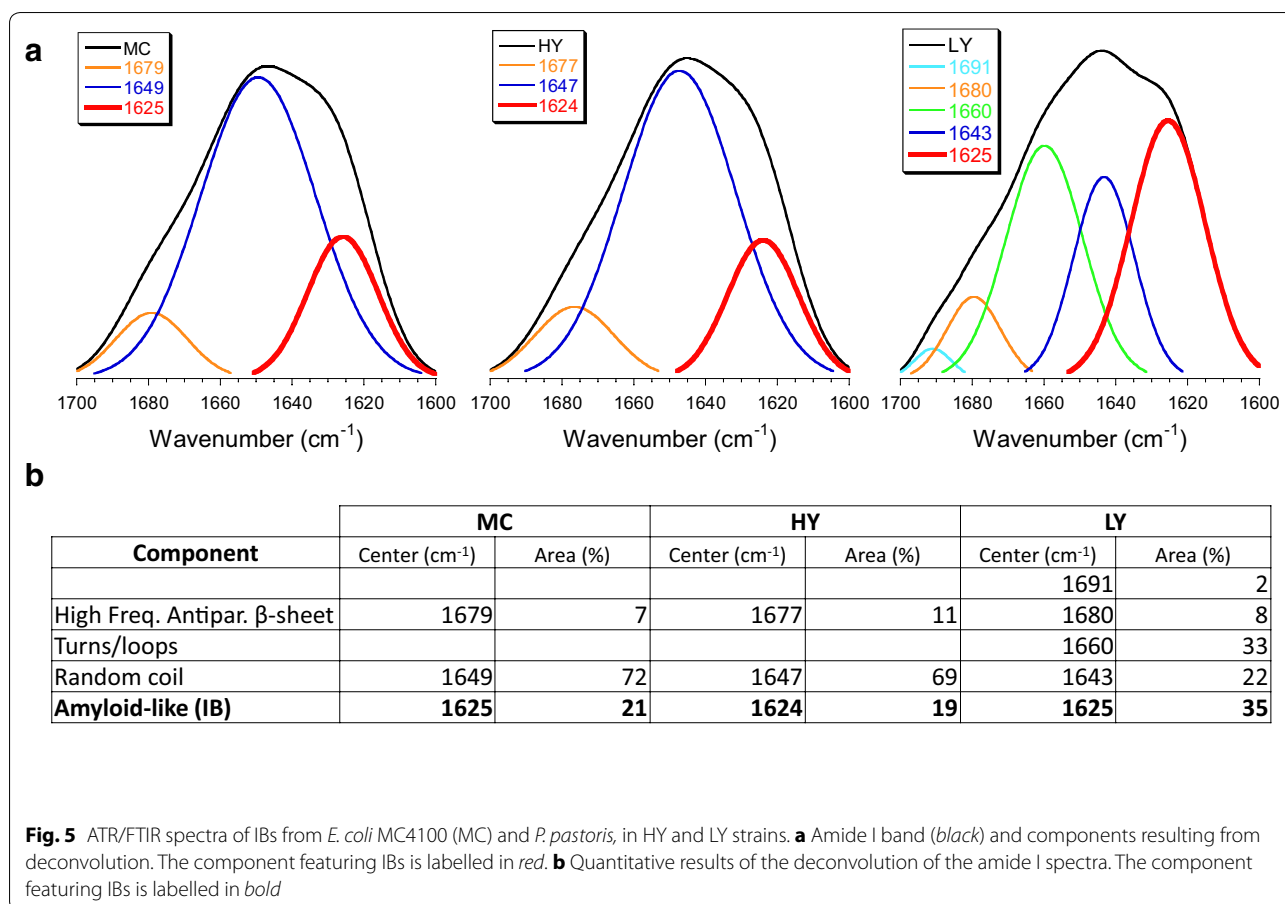 a
MC
1679
1649
1625
HY
1677
1647
1624
LY
1691
1680
1660
1643
1625
1700 1680 1660 1640 1620 1600
Wavenumber (cm⁻¹)
1700 1680 1660 1640 1620 1600
Wavenumber (cm⁻¹)
1700 1680 1660 1640 1620 1600
Wavenumber (cm⁻¹)
b
MC HY LY
Component Center (cm⁻¹) Area (%) Center (cm⁻¹) Area (%) Center (cm⁻¹) Area (%)
1691 2
High Freq. Antipar. β-sheet 1679 7 1677 11 1680 8
Turns/loops 1660 33
Random coil 1649 72 1647 69 1643 22
Amyloid-like (IB) 1625 21 1624 19 1625 35
Fig. 5 ATR/FTIR spectra of IBs from E. coli MC4100 (MC) and P. pastoris, in HY and LY strains. a Amide I band (black) and components resulting from
deconvolution. The component featuring IBs is labelled in red. b Quantitative results of the deconvolution of the amide I spectra. The component
featuring IBs is labelled in bold